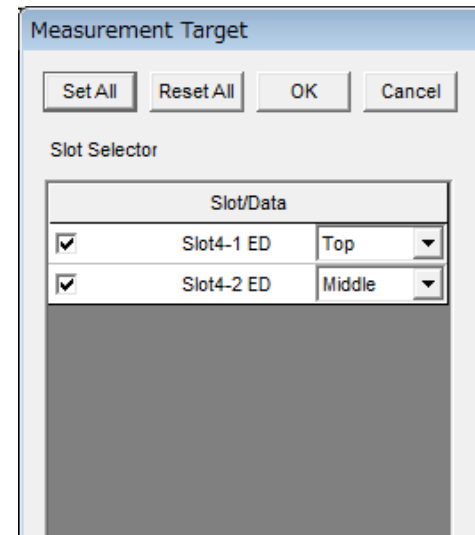 Measurement Target
Set All Reset All OK Cancel
Slot Selector
Slot/Data
Slot4-1 ED Top
Slot4-2 ED Middle